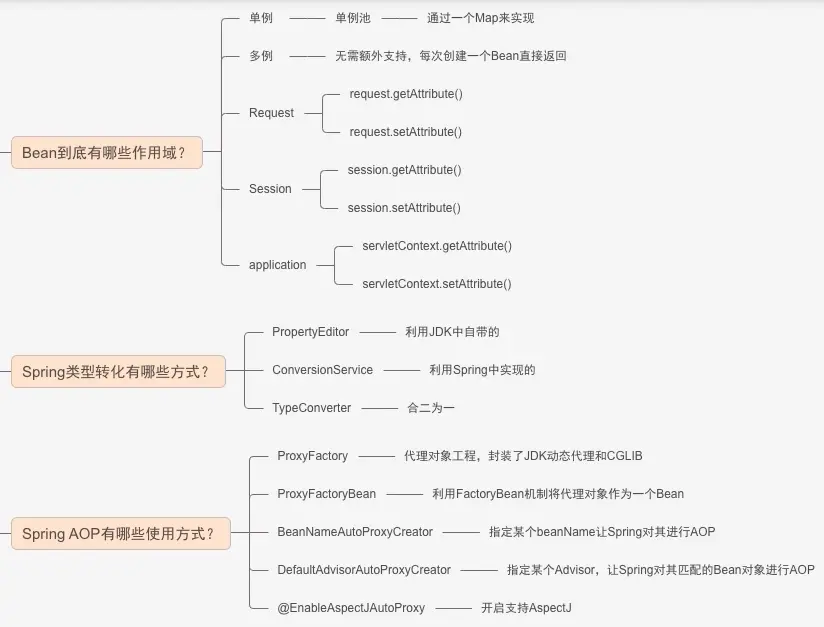 Bean到底有哪些作用域？
单例
单例池
通过一个Map来实现
多例
无需额外支持，每次创建一个Bean直接返回
Request
request.getAttribute()
request.setAttribute()
Session
session.getAttribute()
session.setAttribute()
application
servletContext.getAttribute()
servletContext.setAttribute()
Spring类型转化有哪些方式？
PropertyEditor
利用JDK中自带的
ConversionService
利用Spring中实现的
TypeConverter
合二为一
Spring AOP有哪些使用方式？
ProxyFactory
代理对象工程，封装了JDK动态代理和CGLIB
ProxyFactoryBean
利用FactoryBean机制将代理对象作为一个Bean
BeanNameAutoProxyCreator
指定某个beanName让Spring对其进行AOP
DefaultAdvisorAutoProxyCreator
指定某个Advisor，让Spring对其匹配的Bean对象进行AOP
@EnableAspectJAutoProxy
开启支持AspectJ